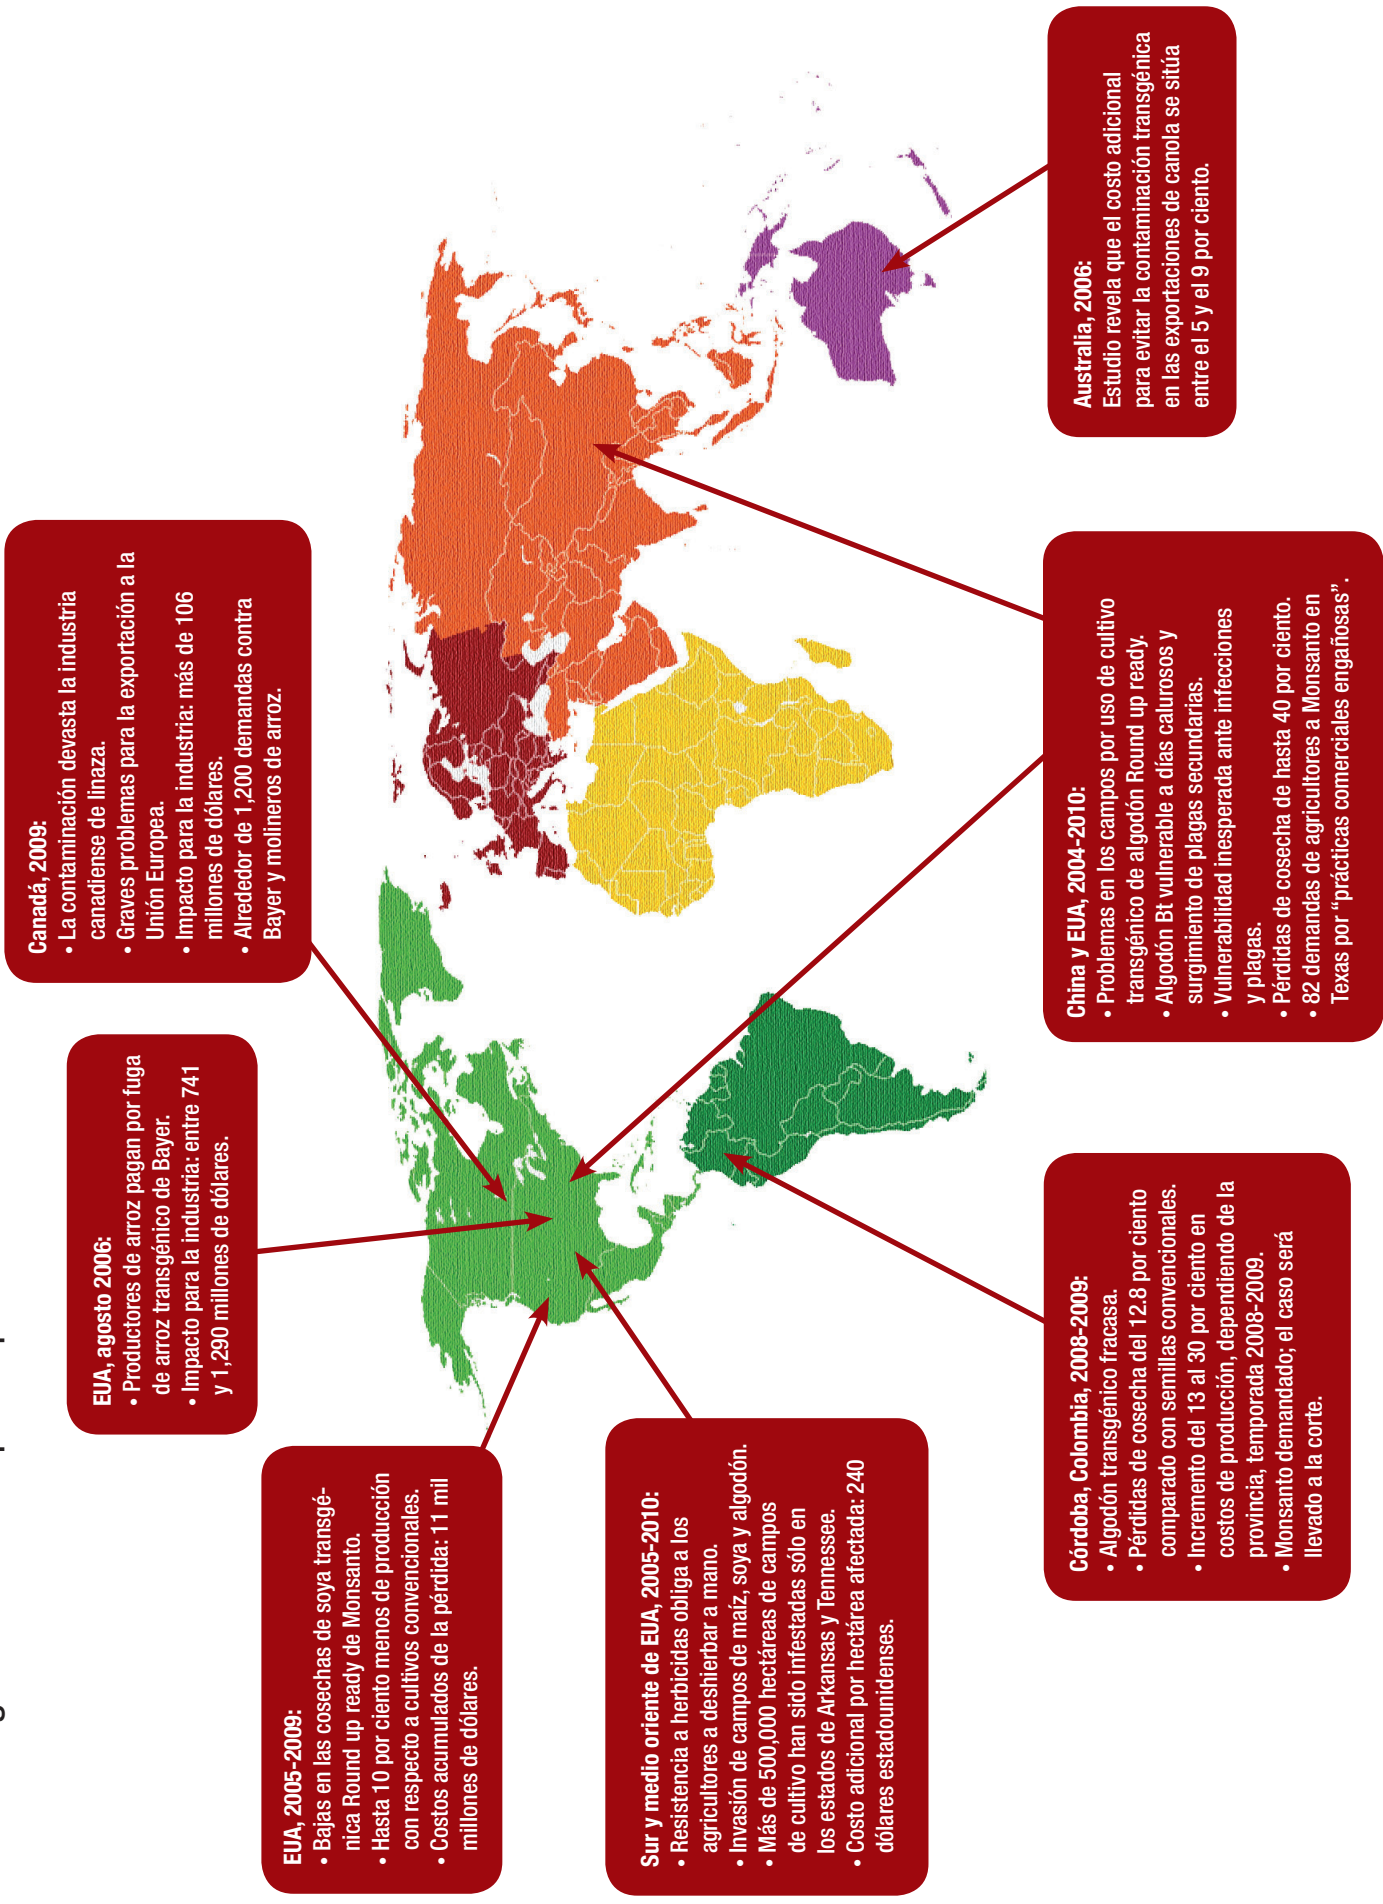 Canadá, 2009:
• La contaminación devasta la industria
canadiense de linaza.
• Graves problemas para la exportación a la
Unión Europea.
• Impacto para la industria: más de 106
millones de dólares.
• Alrededor de 1,200 demandas contra
Bayer y molineros de arroz.
EUA, agosto 2006:
• Productores de arroz pagan por fuga
de arroz transgénico de Bayer.
• Impacto para la industria: entre 741
y 1,290 millones de dólares.
EUA, 2005-2009:
• Bajas en las cosechas de soya transgé-
nica Round up ready de Monsanto.
• Hasta 10 por ciento menos de producción
con respecto a cultivos convencionales.
• Costos acumulados de la pérdida: 11 mil
millones de dólares.
Sur y medio oriente de EUA, 2005-2010:
• Resistencia a herbicidas obliga a los
agricultores a deshierbar a mano.
• Invasión de campos de maíz, soya y algodón.
• Más de 500,000 hectáreas de campos
de cultivo han sido infestadas sólo en
los estados de Arkansas y Tennessee.
• Costo adicional por hectárea afectada: 240
dólares estadounidenses.
Córdoba, Colombia, 2008-2009:
• Algodón transgénico fracasa.
• Pérdidas de cosecha del 12.8 por ciento
comparado con semillas convencionales.
• Incremento del 13 al 30 por ciento en
costos de producción, dependiendo de la
provincia, temporada 2008-2009.
• Monsanto demandado; el caso será
llevado a la corte.
China y EUA, 2004-2010:
• Problemas en los campos por uso de cultivo
transgénico de algodón Round up ready.
• Algodón Bt vulnerable a días calurosos y
surgimiento de plagas secundarias.
• Vulnerabilidad inesperada ante infecciones
y plagas.
• Pérdidas de cosecha de hasta 40 por ciento.
• 82 demandas de agricultores a Monsanto en
Texas por “prácticas comerciales engañosas”.
Australia, 2006:
Estudio revela que el costo adicional
para evitar la contaminación transgénica
en las exportaciones de canola se sitúa
entre el 5 y el 9 por ciento.